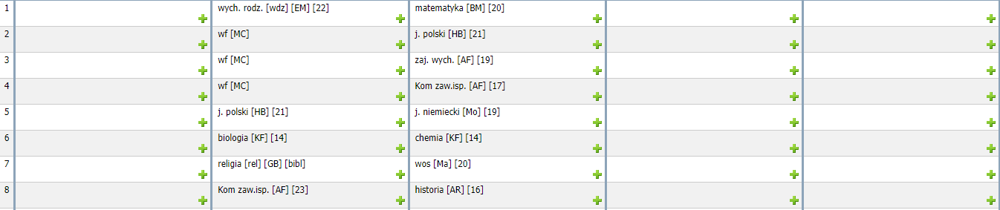 1 wych. rodz. [wdz] [EM] [22] matematyka [BM] [20]
2 wf [MC] j. polski [HB] [21]
3 wf [MC] zaj. wych. [AF] [19]
4 wf [MC] Kom zaw.isp. [AF] [17]
5 j. polski [HB] [21] j. niemiecki [Mo] [19]
6 biologia [KF] [14] chemia [KF] [14]
7 religia [rel] [GB] [bibl] wos [Ma] [20]
8 Kom zaw.isp. [AF] [23] historia [AR] [16]